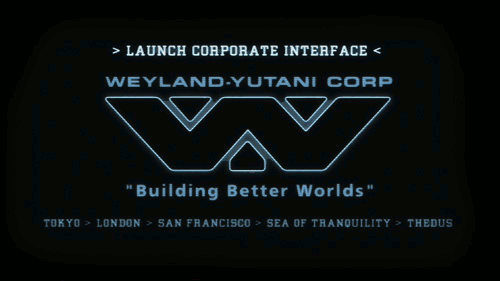 > LAUNCH CORPORATE INTERFACE <
WEYLAND-YUTANI CORP
"Building Better Worlds"
TOKYO > LONDON > SAN FRANCISCO > SEA OF TRANQUILITY > THEDUS